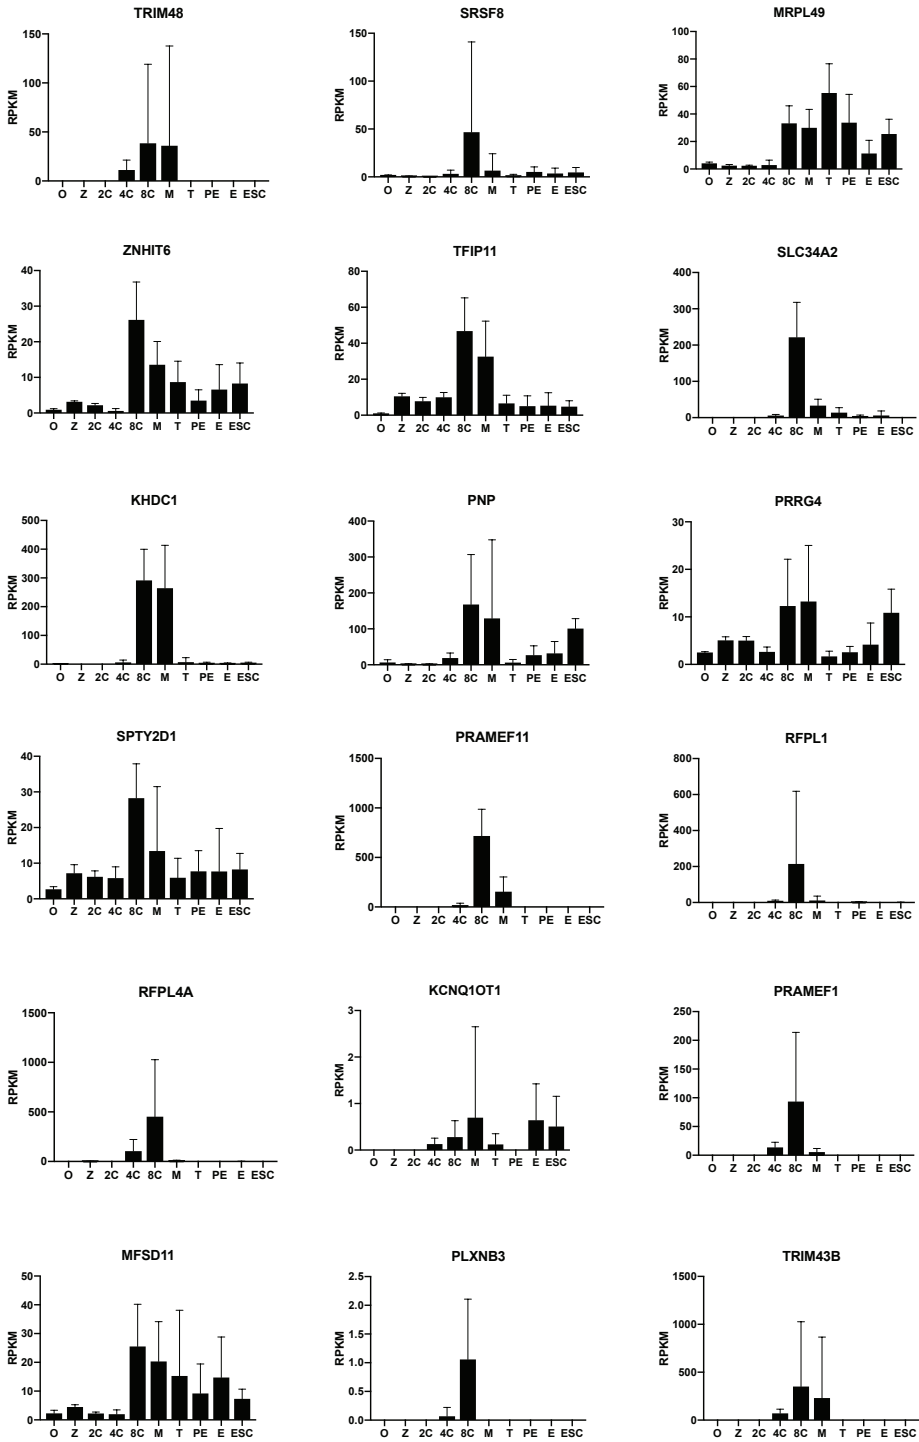 TRIM48
RPKM
150
100
50
0
O Z 2C 4C 8C M T PE E ESC
SRSF8
RPKM
150
100
50
0
O Z 2C 4C 8C M T PE E ESC
MRPL49
RPKM
100
80
60
40
20
0
O Z 2C 4C 8C M T PE E ESC
ZNHIT6
RPKM
40
30
20
10
0
O Z 2C 4C 8C M T PE E ESC
TFIP11
RPKM
80
60
40
20
0
O Z 2C 4C 8C M T PE E ESC
SLC34A2
RPKM
400
300
200
100
0
O Z 2C 4C 8C M T PE E ESC
KHDC1
RPKM
500
400
300
200
100
0
O Z 2C 4C 8C M T PE E ESC
PNP
RPKM
400
300
200
100
0
O Z 2C 4C 8C M T PE E ESC
PRRG4
RPKM
30
20
10
0
O Z 2C 4C 8C M T PE E ESC
SPTY2D1
RPKM
40
30
20
10
0
O Z 2C 4C 8C M T PE E ESC
PRAMEF11
RPKM
1500
1000
500
0
O Z 2C 4C 8C M T PE E ESC
RFPL1
RPKM
800
600
400
200
0
O Z 2C 4C 8C M T PE E ESC
RFPL4A
RPKM
1500
1000
500
0
O Z 2C 4C 8C M T PE E ESC
KCNQ1OT1
RPKM
3
2
1
0
O Z 2C 4C 8C M T PE E ESC
PRAMEF1
RPKM
250
200
150
100
50
0
O Z 2C 4C 8C M T PE E ESC
MFSD11
RPKM
50
40
30
20
10
0
O Z 2C 4C 8C M T PE E ESC
PLXNB3
RPKM
2.5
2.0
1.5
1.0
0.5
0.0
O Z 2C 4C 8C M T PE E ESC
TRIM43B
RPKM
1500
1000
500
0
O Z 2C 4C 8C M T PE E ESC